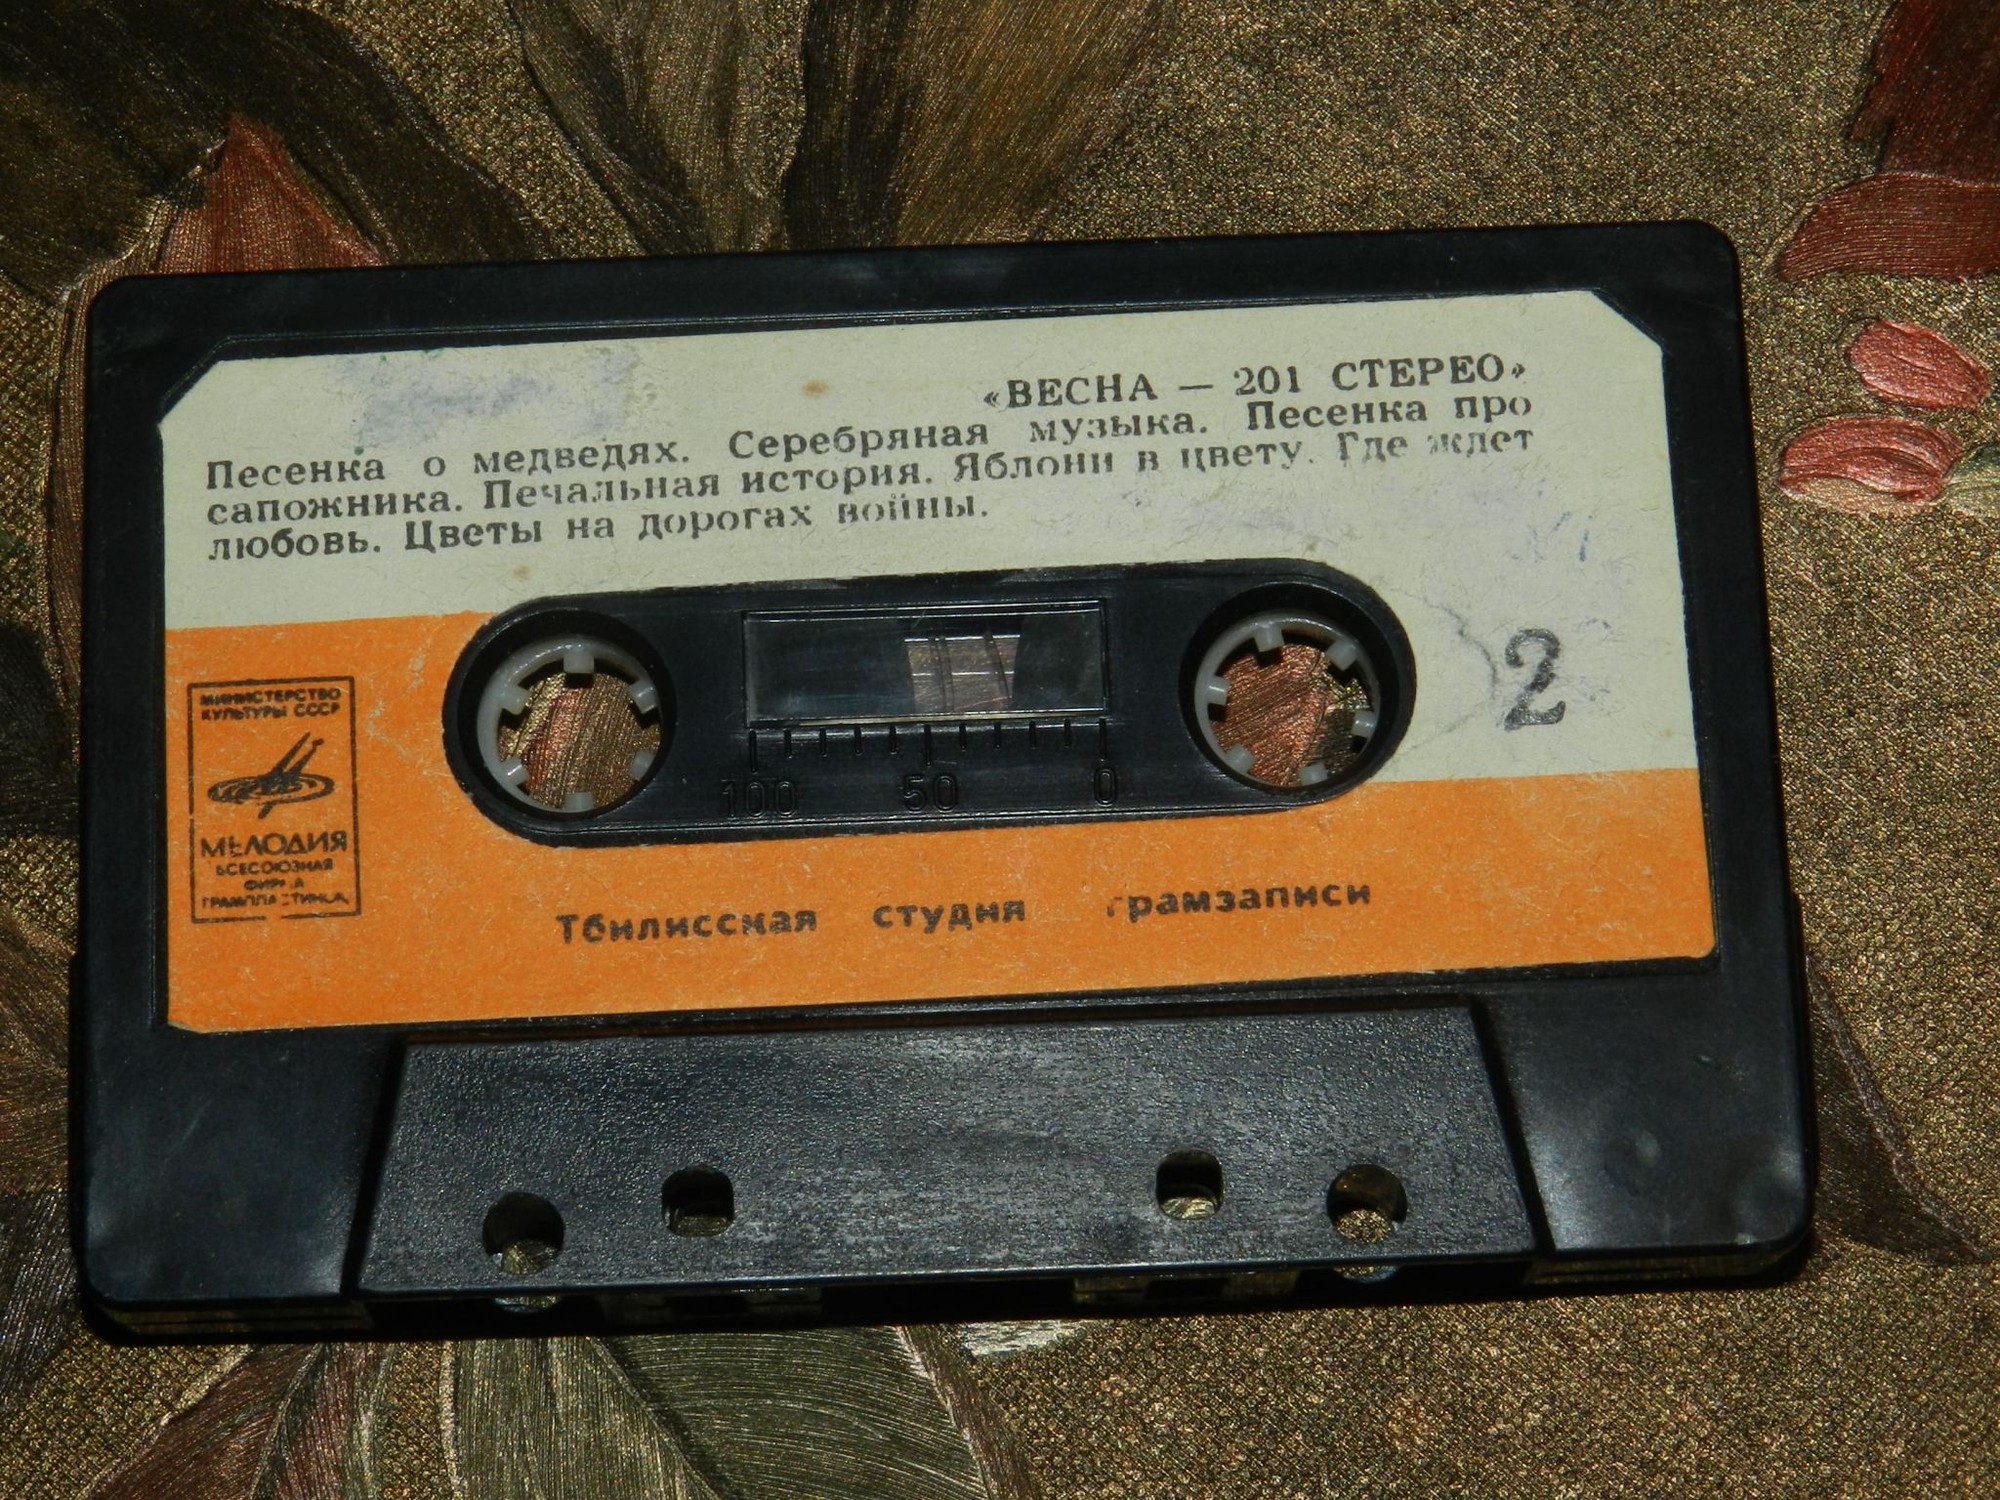 «ВЕСНА — 201 СТЕРЕО»
Песенка о медведях. Серебряная музыка. Песенка про
сапожника. Печальная история. Яблони в цвету. Где ждет
любовь. Цветы на дорогах войны.
2
100 50 0
МИНИСТЕРСТВО
КУЛЬТУРЫ СССР
МЕЛОДИЯ
ВСЕСОЮЗНАЯ
ФИРМА
ГРАМПЛАСТИНОК
Тбилисская студия грамзаписи